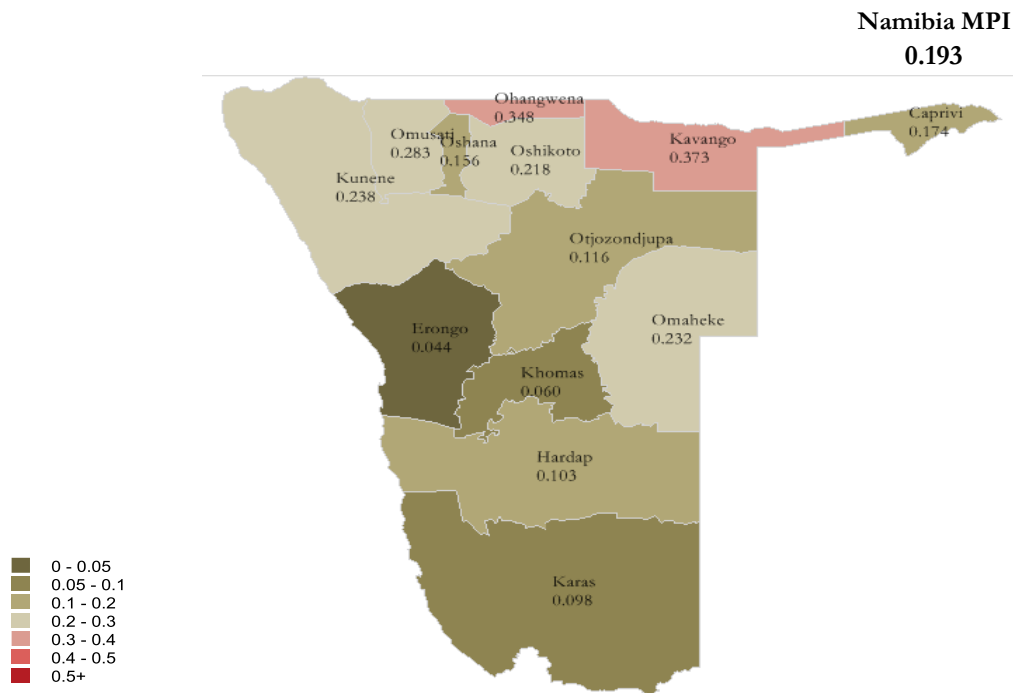 Namibia MPI
0.193
Ohangwena
0.348
Caprivi
0.174
Omusati
0.283
Oshana
0.156
Oshikoto
0.218
Kavango
0.373
Kunene
0.238
Otjozondjupa
0.116
Erongo
0.044
Omaheke
0.232
Khomas
0.060
Hardap
0.103
Karas
0.098
0 - 0.05
0.05 - 0.1
0.1 - 0.2
0.2 - 0.3
0.3 - 0.4
0.4 - 0.5
0.5+